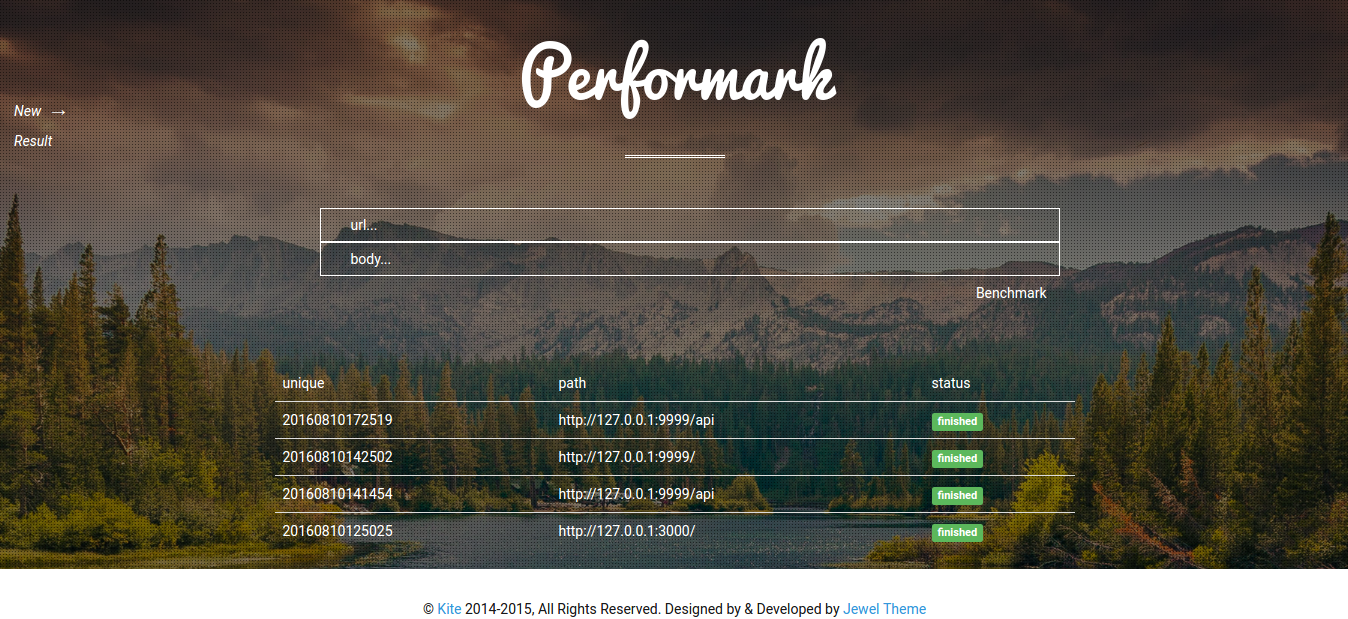 Performark
New →
Result
url...
body...
Benchmark
unique path status
20160810172519 http://127.0.0.1:9999/api finished
20160810142502 http://127.0.0.1:9999/ finished
20160810141454 http://127.0.0.1:9999/api finished
20160810125025 http://127.0.0.1:3000/ finished
© Kite 2014-2015, All Rights Reserved. Designed by & Developed by Jewel Theme